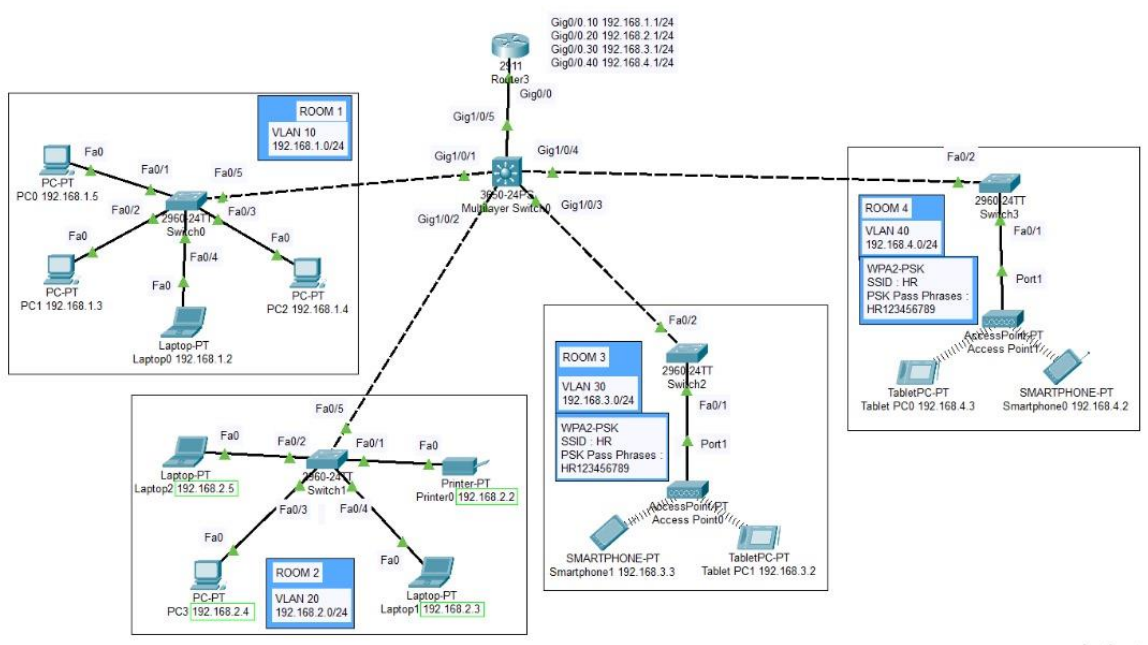 Gig0/0.10 192.168.1.1/24
Gig0/0.20 192.168.2.1/24
Gig0/0.30 192.168.3.1/24
Gig0/0.40 192.168.4.1/24
2911
Router3
Gig0/0
Gig1/0/5
Gig1/0/1
Gig1/0/4
3650-24PS
Multilayer Switch0
Gig1/0/2
Gig1/0/3
ROOM 1
VLAN 10
192.168.1.0/24
Fa0
PC-PT
PC0 192.168.1.5
Fa0/1
Fa0/5
Fa0/2
2960-24TT
Switch0
Fa0/3
Fa0
Fa0/4
Fa0
PC-PT
PC1 192.168.1.3
Fa0
PC-PT
PC2 192.168.1.4
Laptop-PT
Laptop0 192.168.1.2
Fa0/5
Fa0
Fa0/2
Fa0/1
Fa0
Laptop-PT
Laptop2 192.168.2.5
2960-24TT
Switch1
Printer-PT
Printer0 192.168.2.2
Fa0/3
Fa0/4
Fa0
Fa0
PC-PT
PC3 192.168.2.4
ROOM 2
VLAN 20
192.168.2.0/24
Laptop-PT
Laptop1 192.168.2.3
Fa0/2
ROOM 3
VLAN 30
192.168.3.0/24
2960-24TT
Switch2
Fa0/1
WPA2-PSK
SSID : HR
PSK Pass Phrases :
HR123456789
Port1
AccessPoint-PT
Access Point0
SMARTPHONE-PT
Smartphone1 192.168.3.3
TabletPC-PT
Tablet PC1 192.168.3.2
Fa0/2
2960-24TT
Switch3
ROOM 4
VLAN 40
192.168.4.0/24
Fa0/1
WPA2-PSK
SSID : HR
PSK Pass Phrases :
HR123456789
Port1
AccessPoint-PT
Access Point1
TabletPC-PT
Tablet PC0 192.168.4.3
SMARTPHONE-PT
Smartphone0 192.168.4.2